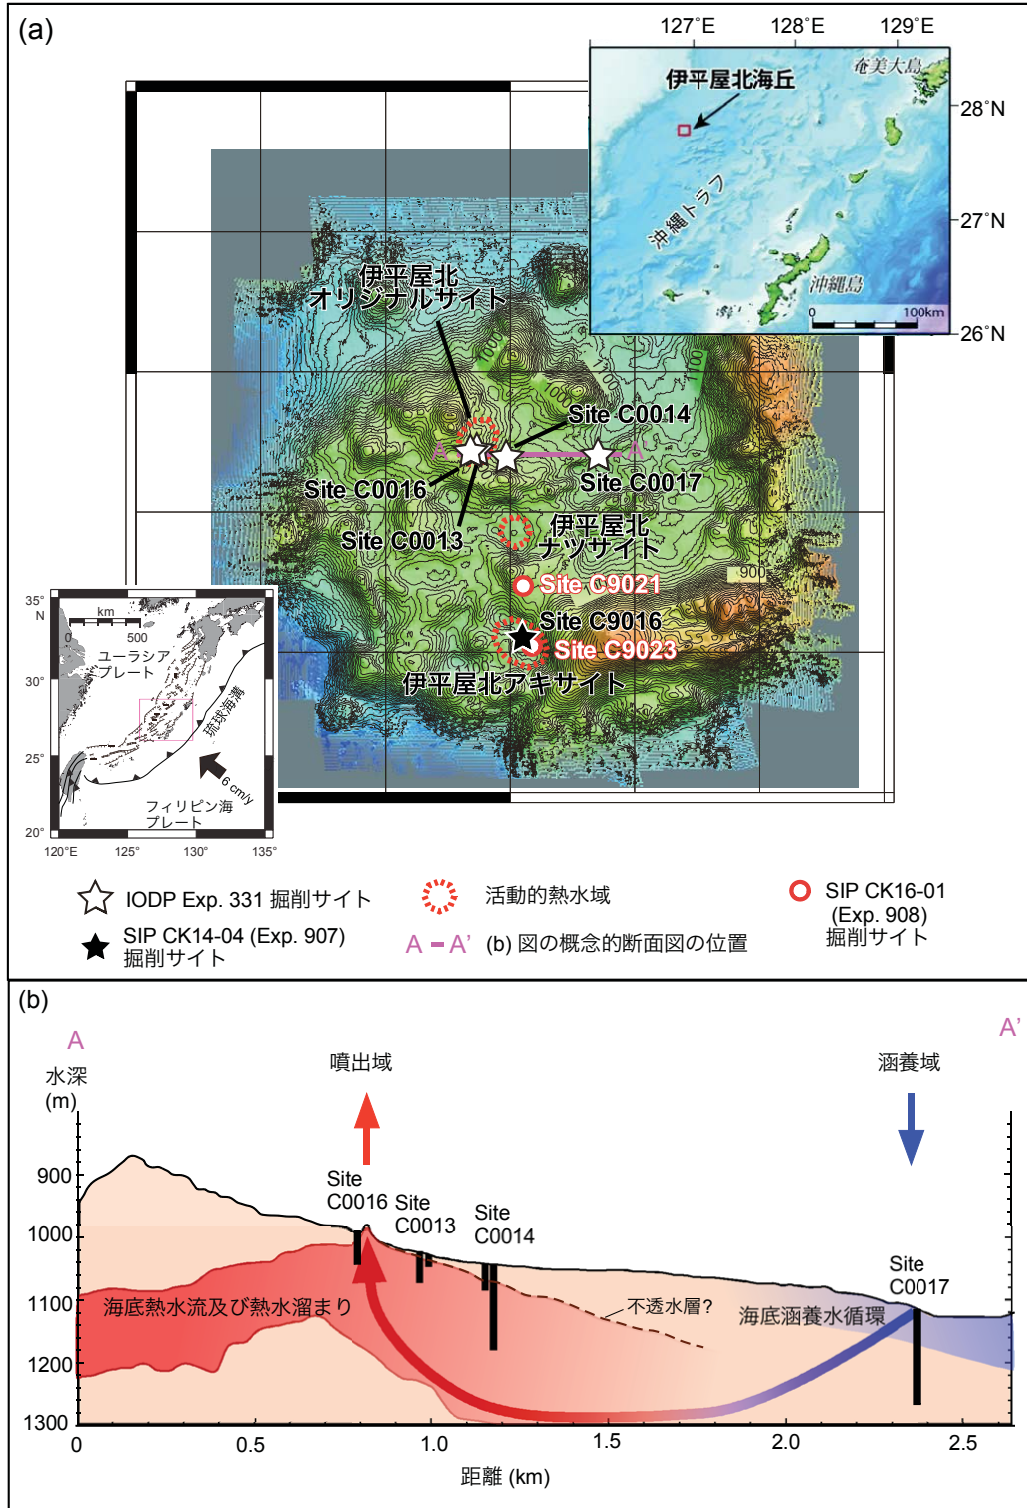 (a)
127°E
128°E
129°E
奄美大島
伊平屋北海丘
28°N
沖縄トラフ
27°N
沖縄島
0
100km
26°N
伊平屋北
オリジナルサイト
1000
1000
1100
Site C0014
A
A'
Site C0016
Site C0017
Site C0013
伊平屋北
ナツサイト
900
Site C9021
Site C9016
Site C9023
伊平屋北アキサイト
35°
N
km
0
500
ユーラシア
プレート
30°
琉球海溝
25°
6 cm/y
フィリピン海
プレート
20°
120°E
125°
130°
135°
IODP Exp. 331 掘削サイト
活動的熱水域
SIP CK16-01
(Exp. 908)
掘削サイト
SIP CK14-04 (Exp. 907)
掘削サイト
A - A' (b) 図の概念的断面図の位置
(b)
A
A'
水深
(m)
噴出域
涵養域
900
Site
C0016
Site
C0013
Site
C0014
1000
Site
C0017
1100
海底熱水流及び熱水溜まり
不透水層?
海底涵養水循環
1200
1300
0
0.5
1.0
1.5
2.0
2.5
距離 (km)